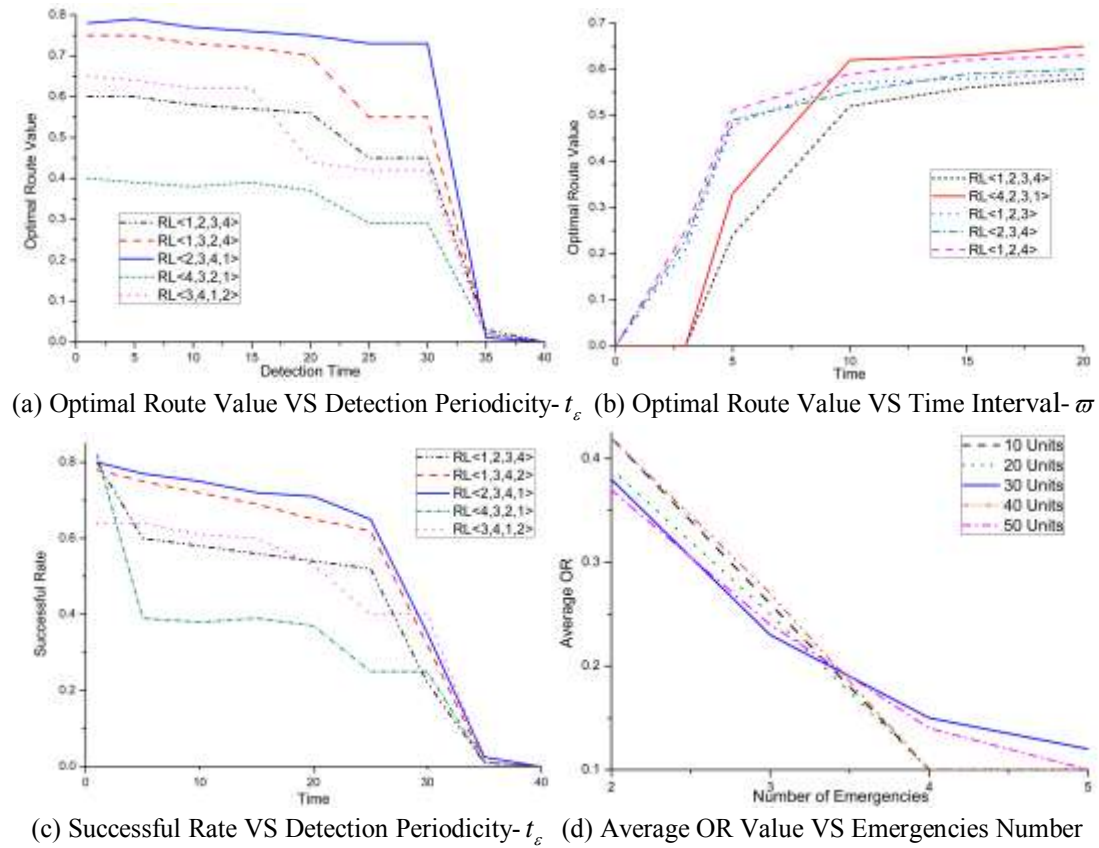 0.8
0.7
0.6
0.5
0.4
0.3
0.2
0.1
0.0
Optimal Route Value
RL<1,2,3,4>
RL<1,3,2,4>
RL<2,3,4,1>
RL<4,3,2,1>
RL<3,4,1,2>
0 5 10 15 20 25 30 35 40
Detection Time
0.7
0.6
0.5
0.4
0.3
0.2
0.1
0.0
Optimal Route Value
RL<1,2,3,4>
RL<4,2,3,1>
RL<1,2,3>
RL<2,3,4>
RL<1,2,4>
0 5 10 15 20
Time
(a) Optimal Route Value VS Detection Periodicity- tε (b) Optimal Route Value VS Time Interval- ϖ
0.8
0.6
0.4
0.2
0.0
Successful Rate
RL<1,2,3,4>
RL<1,3,4,2>
RL<2,3,4,1>
RL<4,3,2,1>
RL<3,4,1,2>
0 10 20 30 40
Time
0.4
0.3
0.2
0.1
Average OR
10 Units
20 Units
30 Units
40 Units
50 Units
2 3 4 5
Number of Emergencies
(c) Successful Rate VS Detection Periodicity- tε (d) Average OR Value VS Emergencies Number